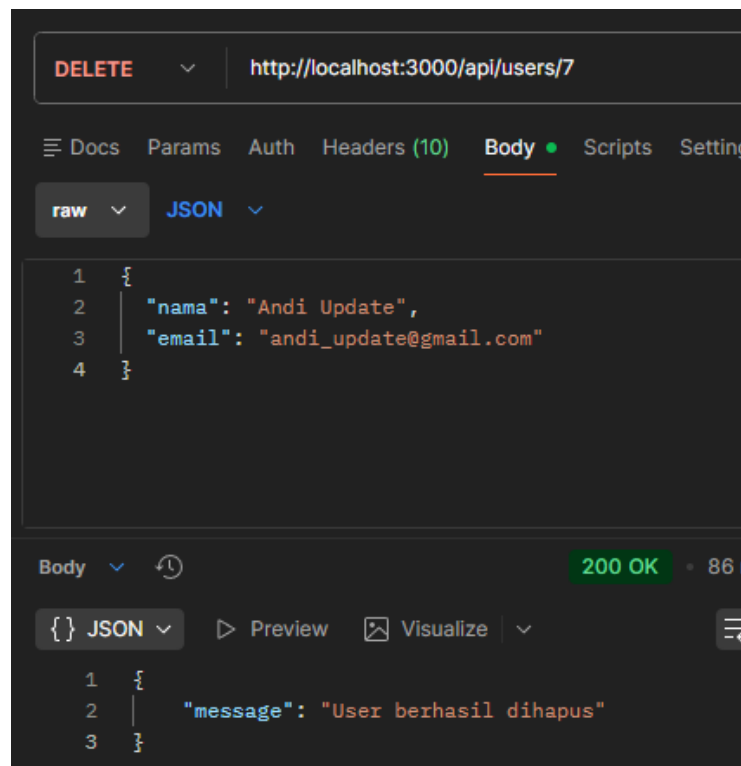 DELETE http://localhost:3000/api/users/7
Docs Params Auth Headers (10) Body Scripts
raw JSON
1 {
2 "nama": "Andi Update",
3 "email": "andi_update@gmail.com"
4 }
Body 200 OK 86
{} JSON Preview Visualize
1 {
2 "message": "User berhasil dihapus"
3 }